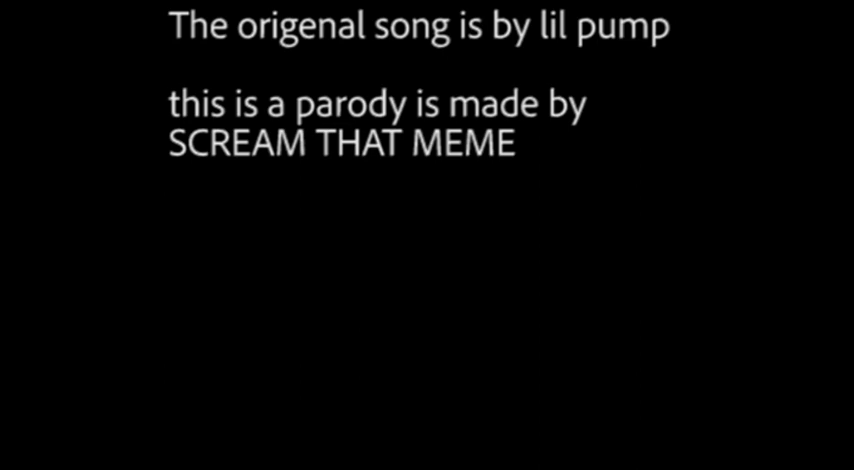 The origenal song is by lil pump
this is a parody is made by
SCREAM THAT MEME